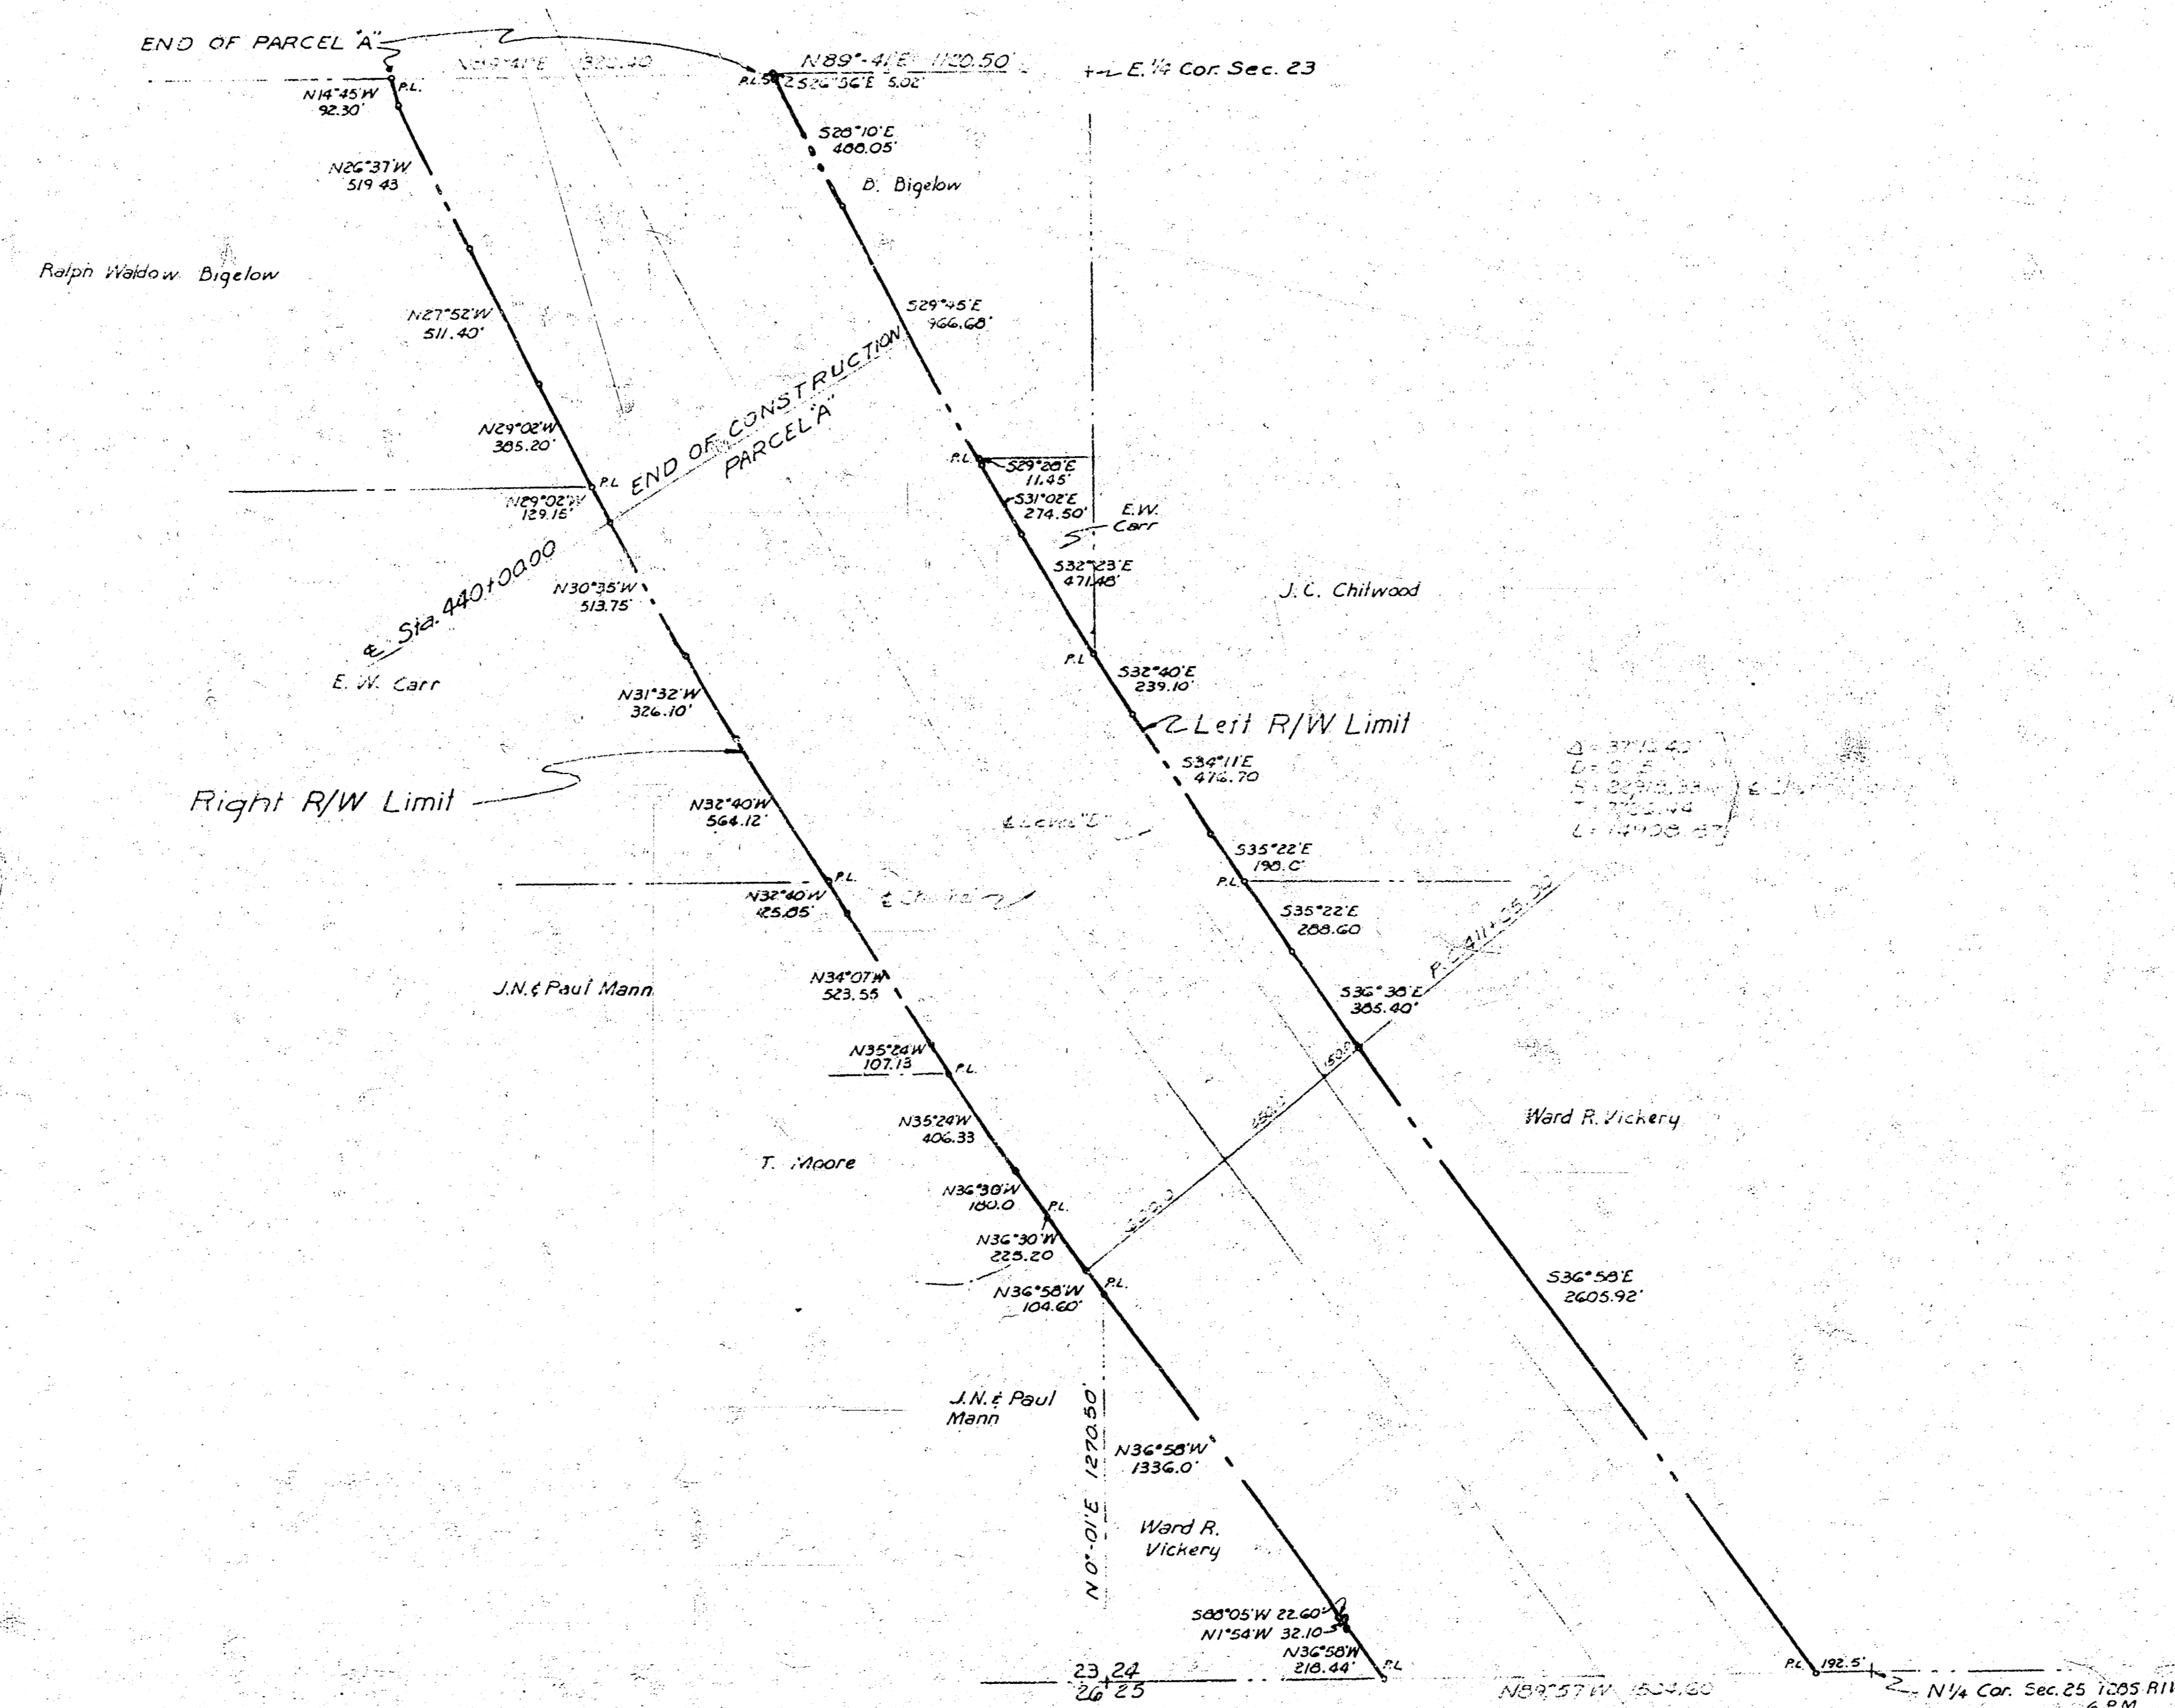 END OF PARCEL "A"
N89°-41'E 1120.50'
E. 1/4 Cor. Sec. 23
P.L.
S26°36'E 5.02'
N14°45'W
92.30'
P.L.
S28°10'E
488.05'
N26°37'W
519.43
B. Bigelow
Ralph Waldow Bigelow
N27°52'W
511.40'
S29°45'E
966.68'
END OF CONSTRUCTION
PARCEL "A"
N29°02'W
385.20'
P.L.
S29°28'E
11.45'
P.L.
N29°02'W
129.15'
S31°02'E
274.50'
E.W.
Carr
℄ Sta. 440+00.00
S32°23'E
471.48'
N30°35'W
513.75'
J.C. Chitwood
P.L.
E. W. Carr
S32°40'E
239.10'
N31°32'W
326.10'
Left R/W Limit
S34°11'E
476.70
Right R/W Limit
N32°40'W
564.12'
S35°22'E
198.0'
P.L.
P.L.
N32°40'W
125.85'
S35°22'E
288.60
N34°07'W
523.55
J.N. & Paul Mann
S36°38'E
385.40'
N35°24'W
107.13
P.L.
150.0
N35°24'W
406.33
Ward R. Vickery
T. Moore
N36°30'W
180.0
P.L.
N36°30'W
225.20
N36°58'W
104.60'
P.L.
S36°58'E
2605.92'
J.N. & Paul
Mann
N0°-01'E 1270.50'
N36°58'W
1336.0'
Ward R.
Vickery
S88°05'W 22.60'
N1°54'W 32.10
N36°58'W
218.44'
P.L.
23 24
26 25
P.L.
192.5'
N 1/4 Cor. Sec. 25